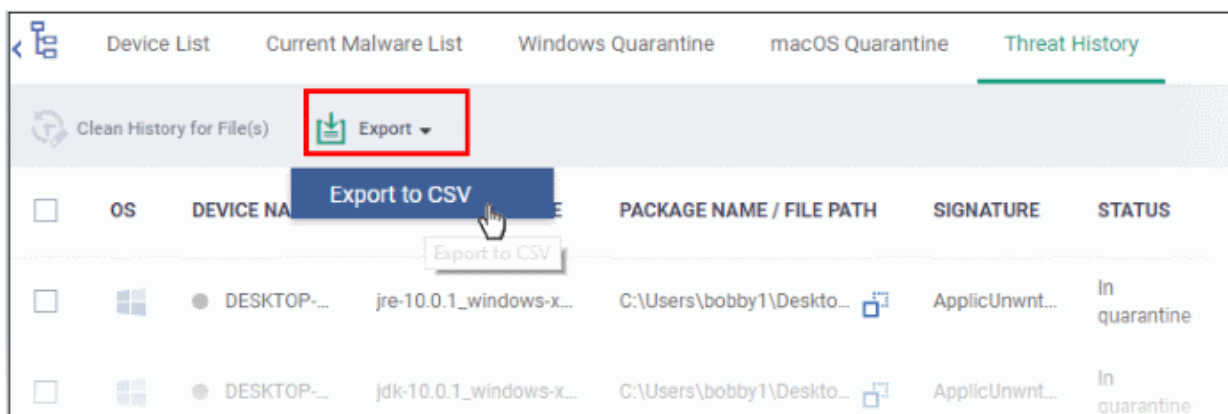 Device List Current Malware List Windows Quarantine macOS Quarantine Threat History
Clean History for File(s) Export
Export to CSV
OS DEVICE NA E PACKAGE NAME / FILE PATH SIGNATURE STATUS
Export to CSV
DESKTOP-... jre-10.0.1_windows-x... C:\Users\bobby1\Deskto... ApplicUnwnt... In
quarantine
DESKTOP-... jdk-10.0.1_windows-x... C:\Users\bobby1\Deskto... ApplicUnwnt... In
quarantine